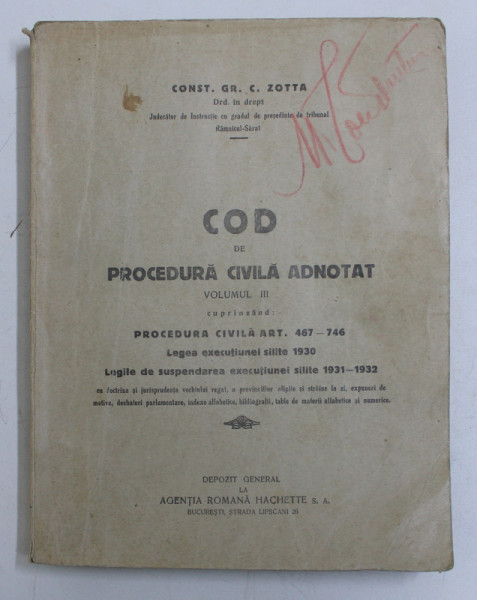 CONST. GR. C. ZOTTA
Drd. in drept
Judecător de Instrucție cu gradul de președinte de tribunal
Râmnicul-Sărat
COD
DE
PROCEDURĂ CIVILĂ ADNOTAT
VOLUMUL III
cuprinzând:
PROCEDURA CIVILĂ ART. 467—746
Legea execuțiunei silite 1930
Legile de suspendarea execuțiunei silite 1931—1932
cu doctrina și jurisprudența vechiului regat, a provinciilor alipite și străine la zi, expuneri de
motive, desbateri parlamentare, indexe alfabetice, bibliografii, table de materii alfabetice și numerice.
DEPOZIT GENERAL
LA
AGENȚIA ROMANĂ HACHETTE S. A.
BUCUREȘTI, STRADA LIPSCANI 26